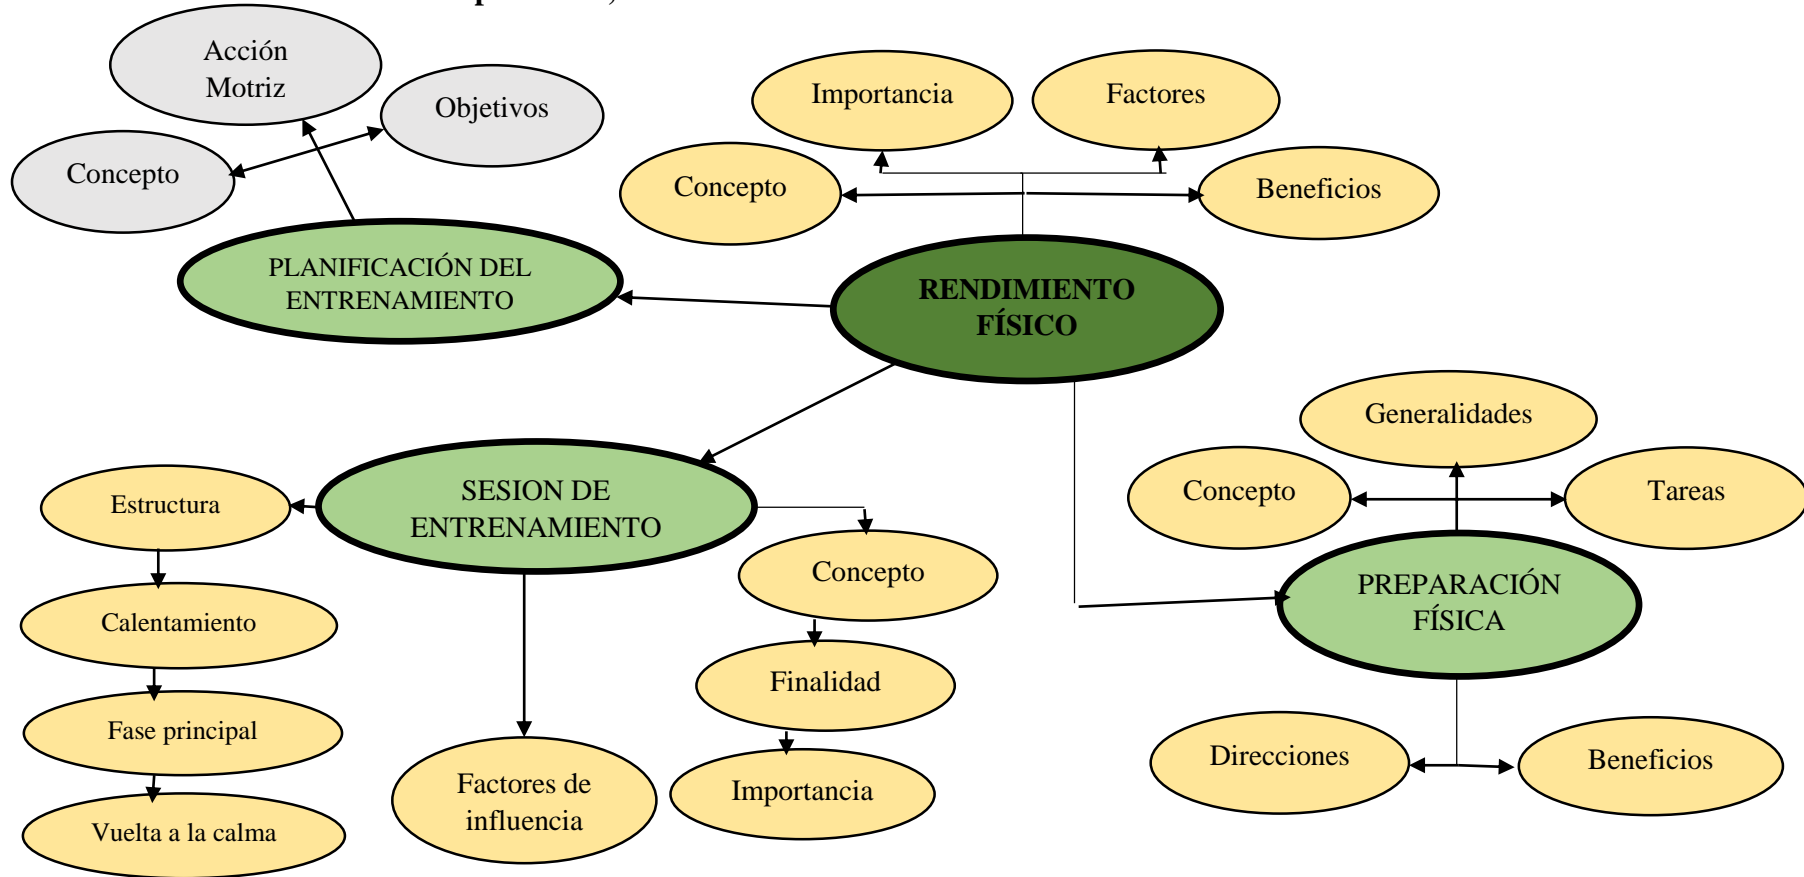 Acción
Motriz
Objetivos
Concepto
Importancia
Factores
Concepto
Beneficios
PLANIFICACIÓN DEL
ENTRENAMIENTO
RENDIMIENTO
FÍSICO
Generalidades
Concepto
Tareas
PREPARACIÓN
FÍSICA
Direcciones
Beneficios
SESION DE
ENTRENAMIENTO
Estructura
Calentamiento
Fase principal
Vuelta a la calma
Factores de
influencia
Concepto
Finalidad
Importancia